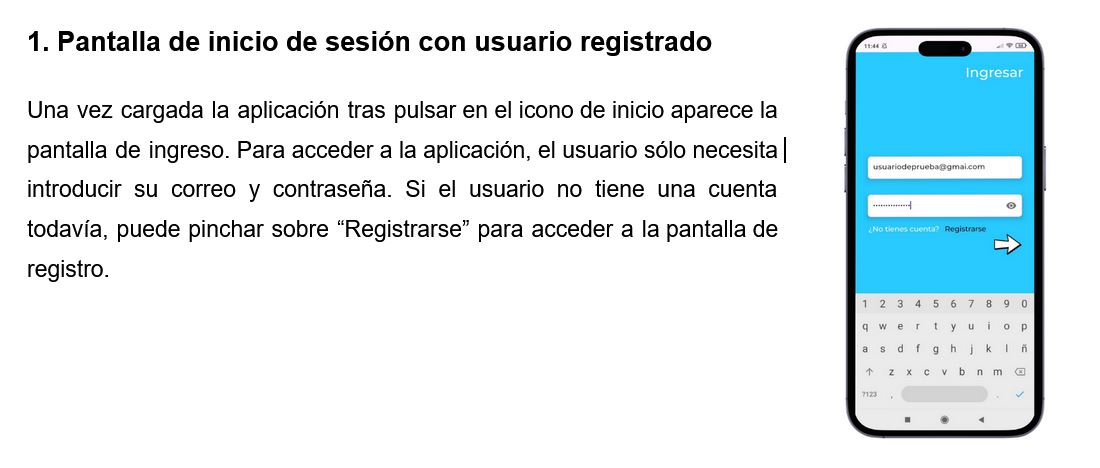 1. Pantalla de inicio de sesión con usuario registrado
Una vez cargada la aplicación tras pulsar en el icono de inicio aparece la
pantalla de ingreso. Para acceder a la aplicación, el usuario sólo necesita
introducir su correo y contraseña. Si el usuario no tiene una cuenta
todavía, puede pinchar sobre “Registrarse” para acceder a la pantalla de
registro.
11:44
Ingresar
usuariodeprueba@gmai.com
¿No tienes cuenta? Registrarse
1 2 3 4 5 6 7 8 9 0
q w e r t y u i o p
a s d f g h j k l ñ
z x c v b n m
?123 , .